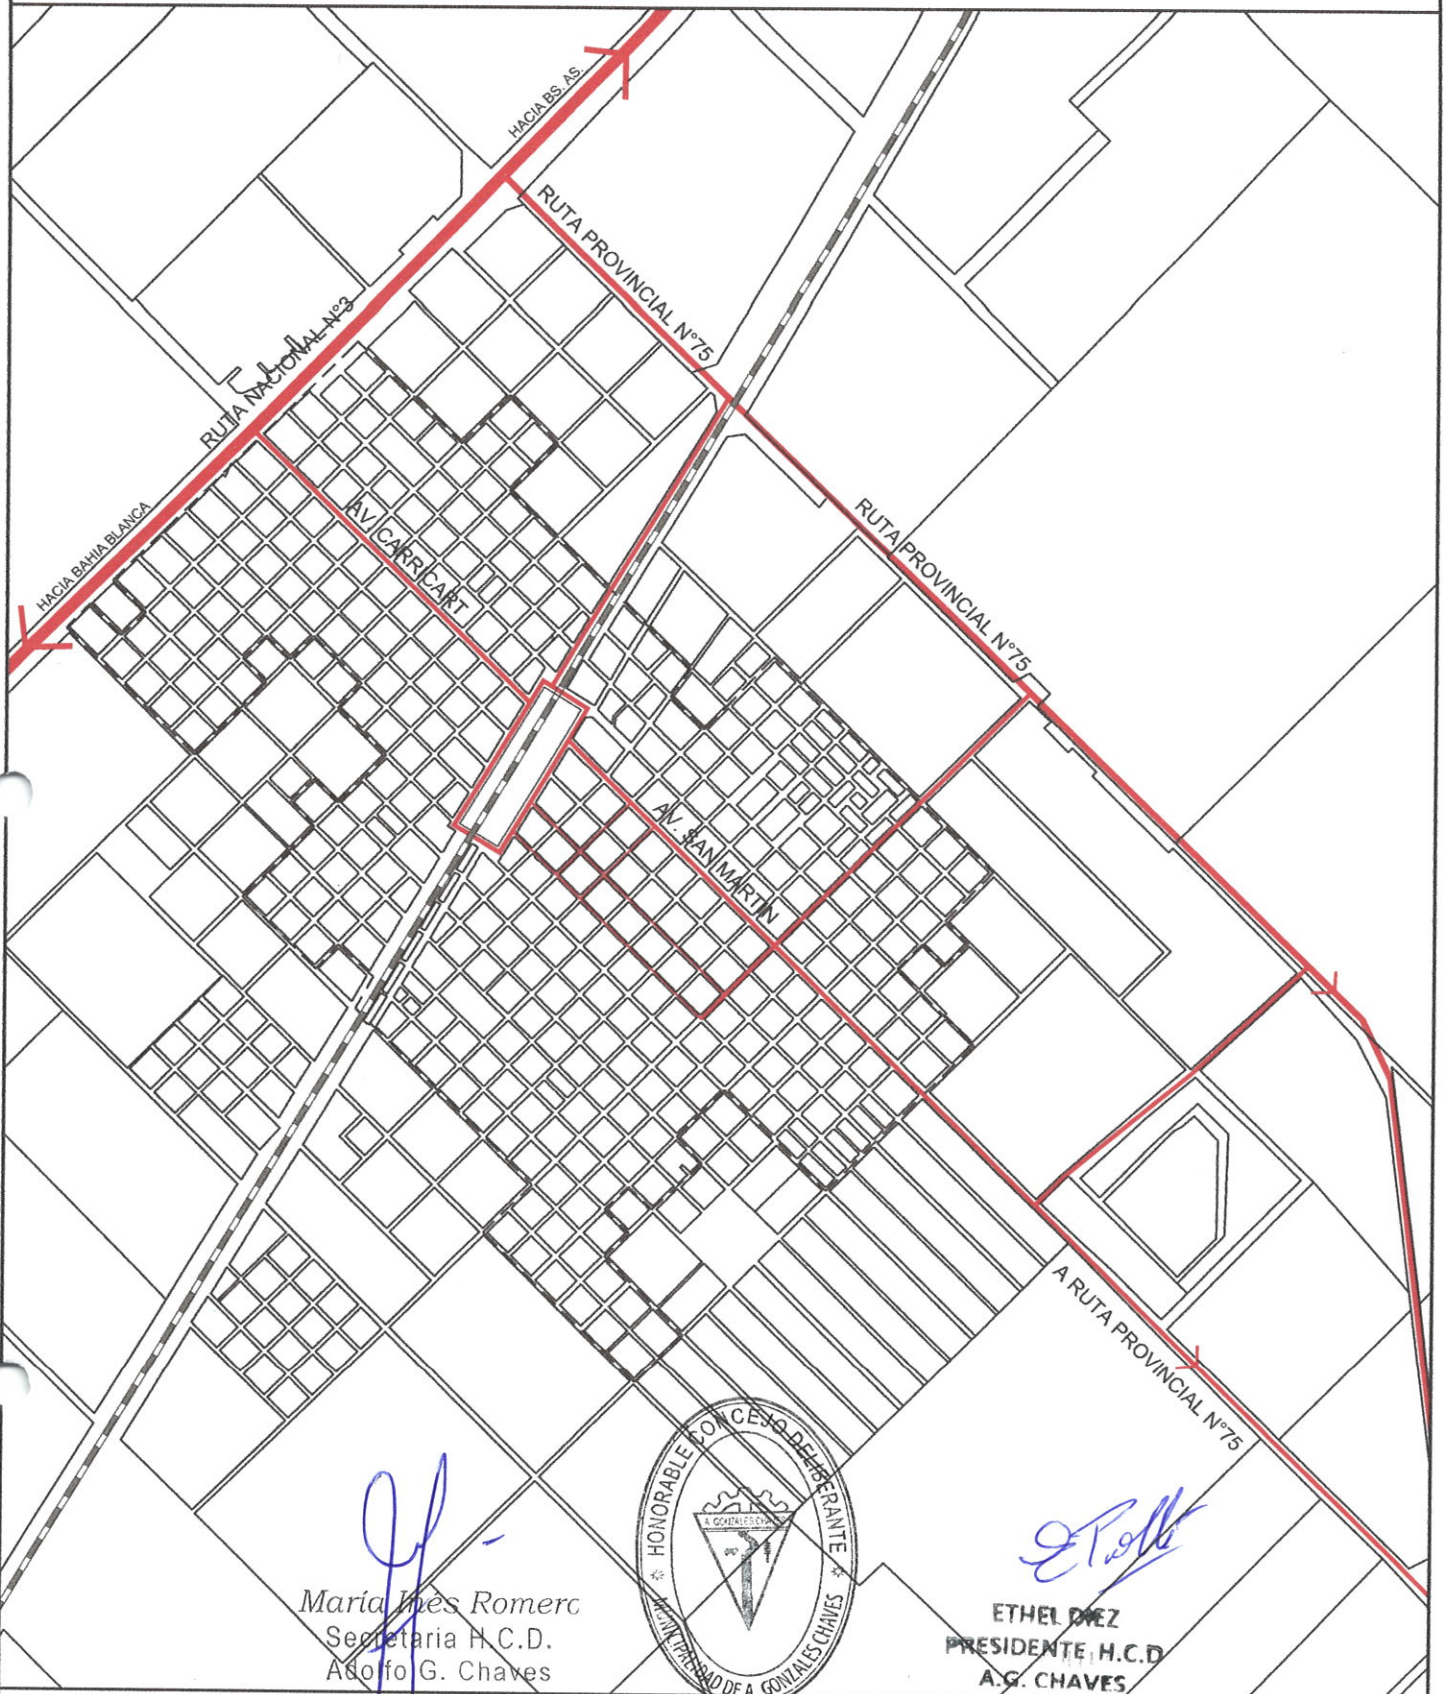 HACIA BS. AS.
RUTA PROVINCIAL N°75
RUTA NACIONAL N°3
HACIA BAHIA BLANCA
AV. CARRICART
RUTA PROVINCIAL N°75
AV. SAN MARTIN
A RUTA PROVINCIAL N°75
HONORABLE CONCEJO DELIBERANTE
A. GONZALES CHAVES
MUNICIPALIDAD DE A. GONZALES CHAVES
María Inés Romero
Secretaria H.C.D.
Adolfo G. Chaves
ETHEL DIEZ
PRESIDENTE H.C.D
A.G. CHAVES